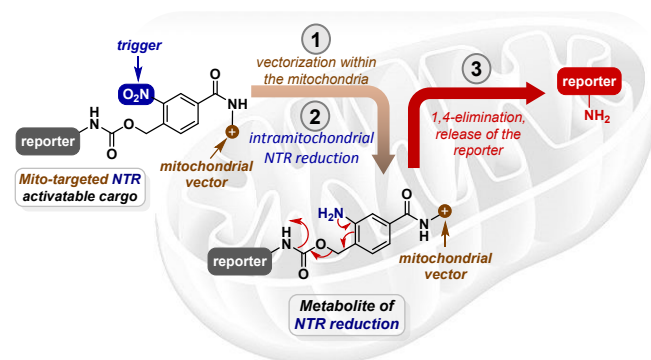 trigger
O₂N
O
N
H
+
H
N
O
O
reporter
mitochondrial
vector
Mito-targeted NTR
activatable cargo
1
vectorization within
the mitochondria
2
intramitochondrial
NTR reduction
3
1,4-elimination,
release of the
reporter
reporter
NH₂
H₂N
O
N
H
+
H
N
O
O
reporter
mitochondrial
vector
Metabolite of
NTR reduction